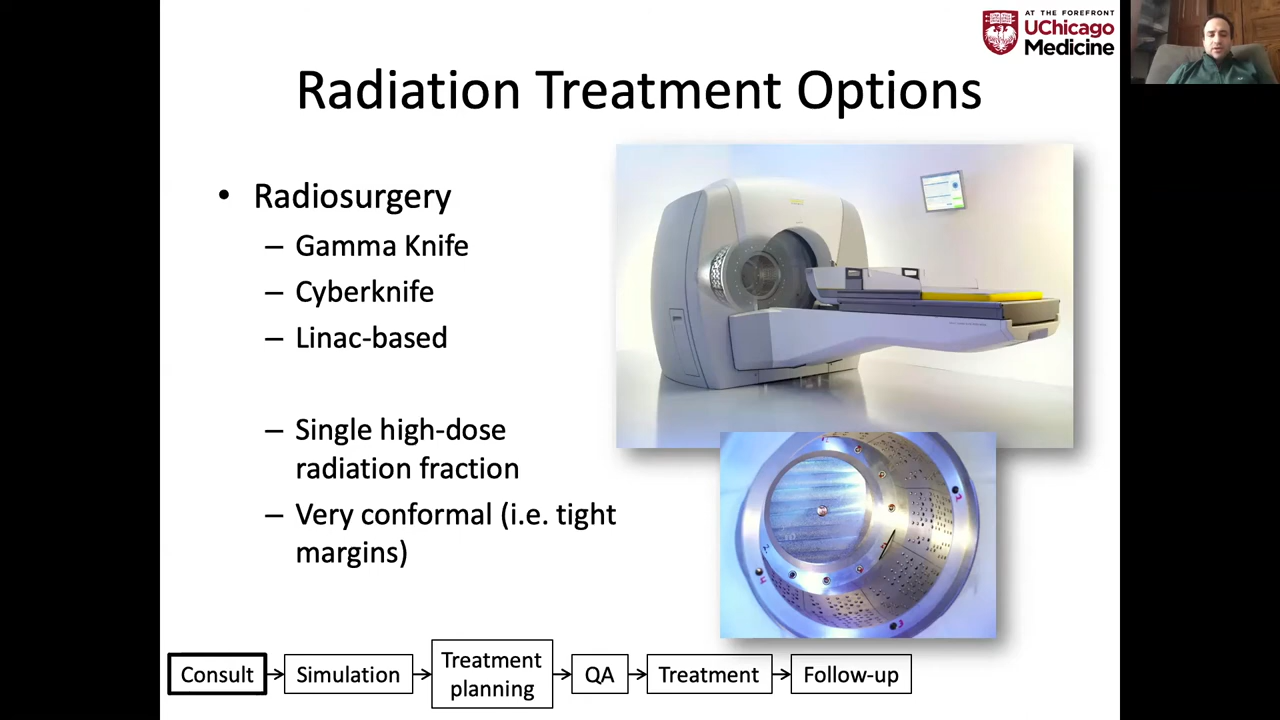 AT THE FOREFRONT
UChicago
Medicine
Radiation Treatment Options
• Radiosurgery
– Gamma Knife
– Cyberknife
– Linac-based
– Single high-dose
radiation fraction
– Very conformal (i.e. tight
margins)
Consult
Simulation
Treatment
planning
QA
Treatment
Follow-up